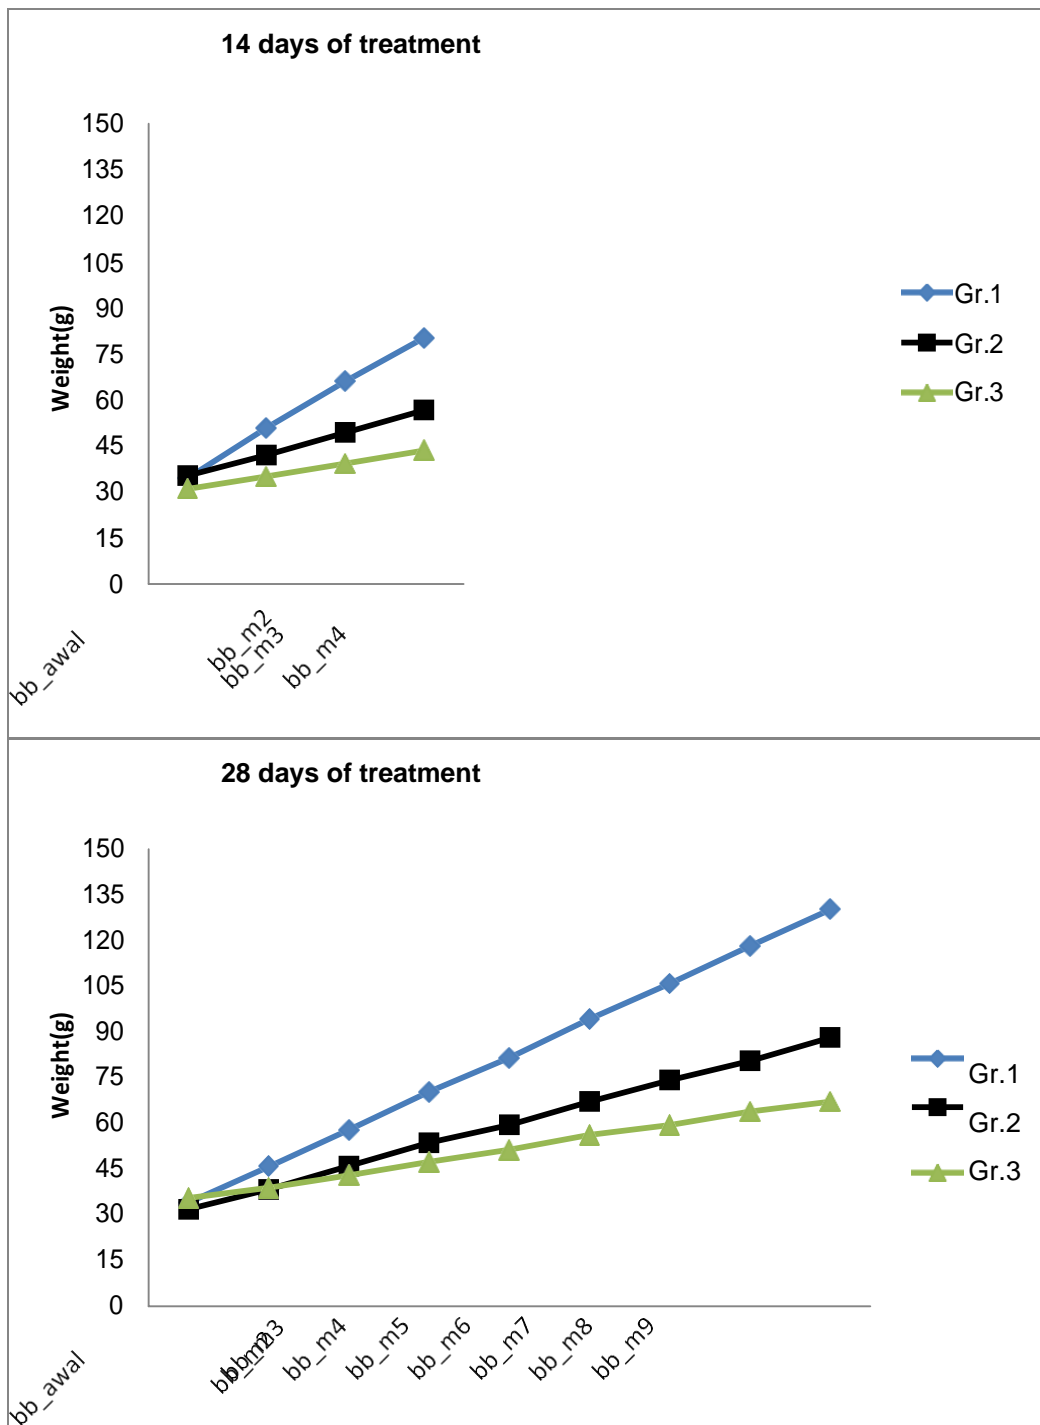 14 days of treatment
150
135
120
105
90
75
60
45
30
15
0
Weight(g)
bb_awal
bb_m2
bb_m3
bb_m4
Gr.1
Gr.2
Gr.3
28 days of treatment
150
135
120
105
90
75
60
45
30
15
0
Weight(g)
bb_awal
bb_m2
bb_m3
bb_m4
bb_m5
bb_m6
bb_m7
bb_m8
bb_m9
Gr.1
Gr.2
Gr.3